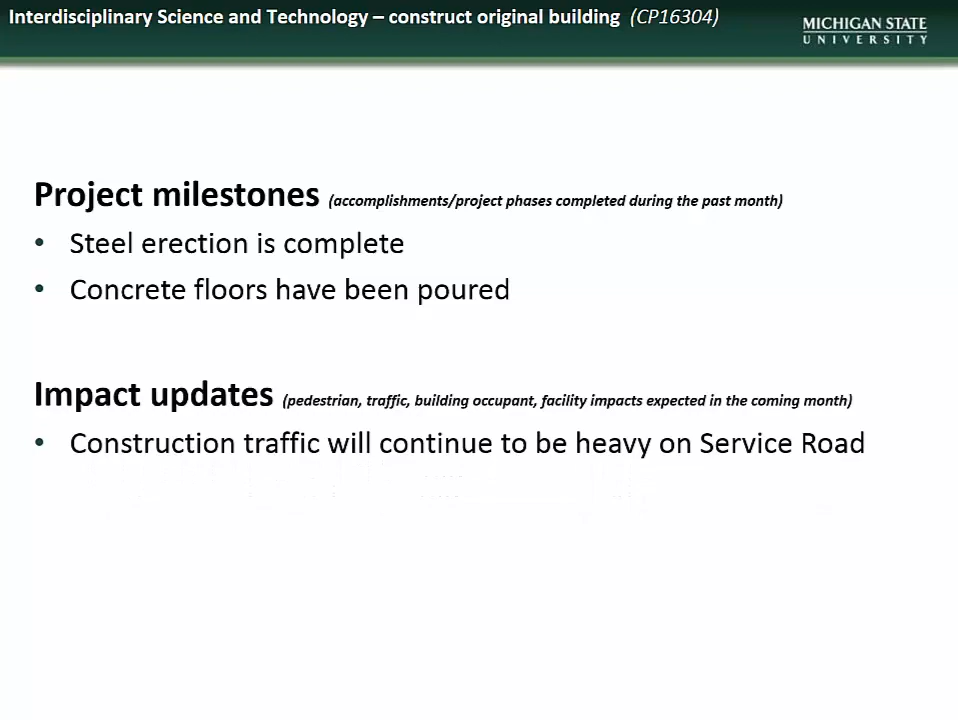 Interdisciplinary Science and Technology – construct original building (CP16304)
MICHIGAN STATE
UNIVERSITY
Project milestones (accomplishments/project phases completed during the past month)
• Steel erection is complete
• Concrete floors have been poured
Impact updates (pedestrian, traffic, building occupant, facility impacts expected in the coming month)
• Construction traffic will continue to be heavy on Service Road